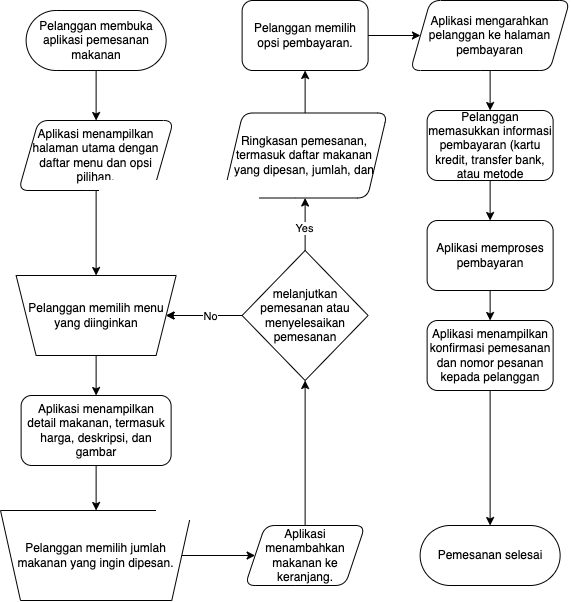 Pelanggan membuka
aplikasi pemesanan
makanan
Aplikasi menampilkan
halaman utama dengan
daftar menu dan opsi
pilihan.
Pelanggan memilih menu
yang diinginkan
Aplikasi menampilkan
detail makanan, termasuk
harga, deskripsi, dan
gambar
Pelanggan memilih jumlah
makanan yang ingin dipesan.
Aplikasi
menambahkan
makanan ke
keranjang.
melanjutkan
pemesanan atau
menyelesaikan
pemesanan
No
Yes
Ringkasan pemesanan,
termasuk daftar makanan
yang dipesan, jumlah, dan
Pelanggan memilih
opsi pembayaran.
Aplikasi mengarahkan
pelanggan ke halaman
pembayaran
Pelanggan
memasukkan informasi
pembayaran (kartu
kredit, transfer bank,
atau metode
Aplikasi memproses
pembayaran
Aplikasi menampilkan
konfirmasi pemesanan
dan nomor pesanan
kepada pelanggan
Pemesanan selesai